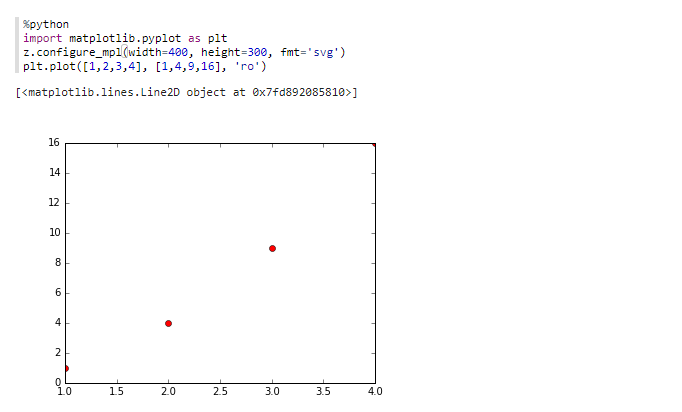 %python
import matplotlib.pyplot as plt
z.configure_mpl(width=400, height=300, fmt='svg')
plt.plot([1,2,3,4], [1,4,9,16], 'ro')
[<matplotlib.lines.Line2D object at 0x7fd892085810>]
16
14
12
10
8
6
4
2
0
1.0 1.5 2.0 2.5 3.0 3.5 4.0